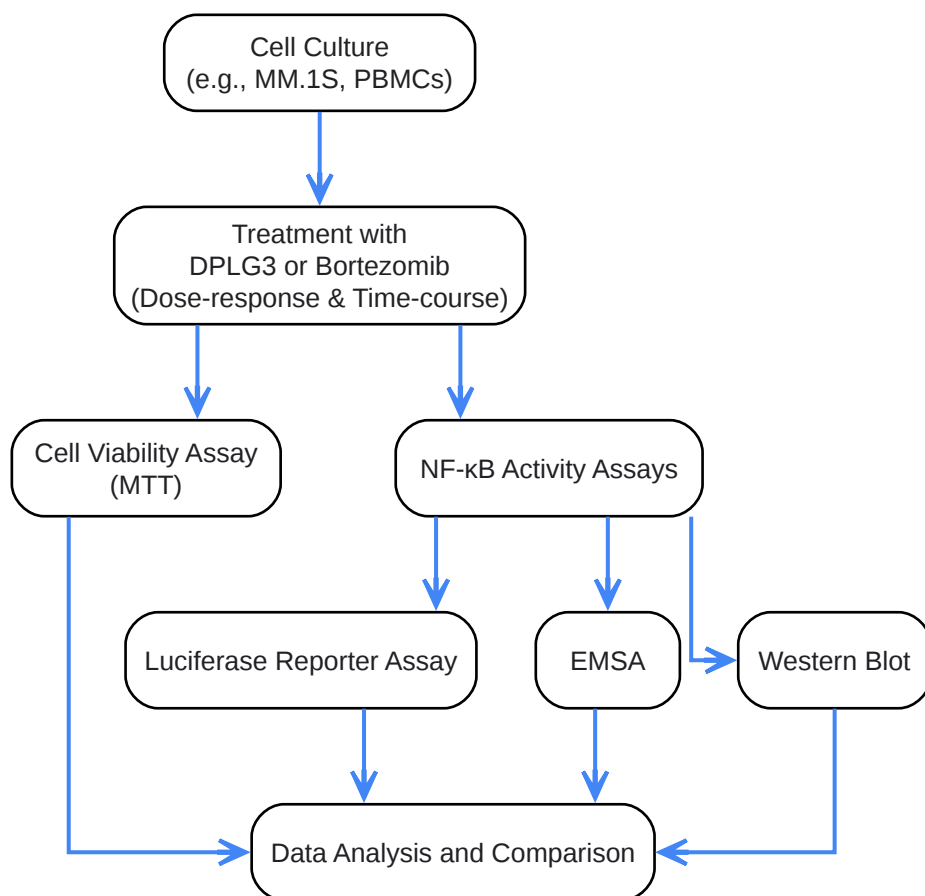 Cell Culture
(e.g., MM.1S, PBMCs)
Treatment with
DPLG3 or Bortezomib
(Dose-response & Time-course)
Cell Viability Assay
(MTT)
NF-κB Activity Assays
Luciferase Reporter Assay
EMSA
Western Blot
Data Analysis and Comparison